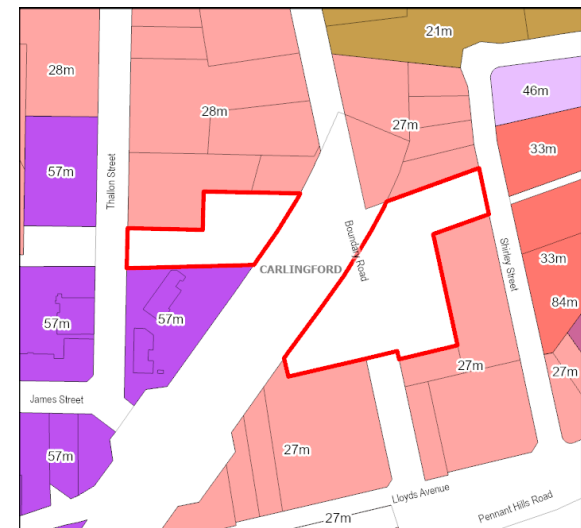 21m
28m
46m
28m
27m
33m
57m
Thallon Street
Boundary Road
Shirley Street
CARLINGFORD
33m
57m
57m
84m
27m
27m
James Street
27m
57m
Lloyds Avenue
Pennant Hills Road
27m